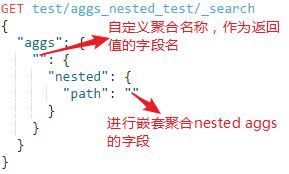 GET test/aggs_nested_test/_search
{
自定义聚合名称，作为返回
"aggs": {
值的字段名
"": {
"nested": {
"path": ""
}
进行嵌套聚合nested aggs
}
的字段
}
}